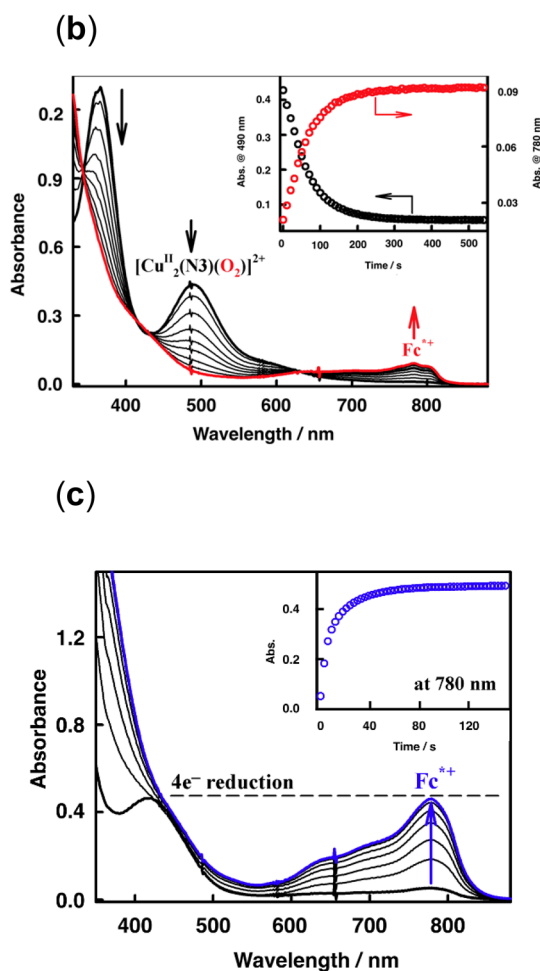 (b)
1.2
0.9
0.6
0.3
0.0
Absorbance
400 500 600 700 800
Wavelength / nm
[Cu^II_2(N3)(O_2)]^2+
Fc*+
0.4
0.3
0.2
0.1
Abs. @ 490 nm
0.09
0.06
0.03
Abs. @ 780 nm
0 100 200 300 400 500
Time / s
(c)
1.2
0.8
0.4
0.0
Absorbance
400 500 600 700 800
Wavelength / nm
4e− reduction
Fc*+
0.4
0.2
0.0
Abs.
at 780 nm
0 40 80 120
Time / s